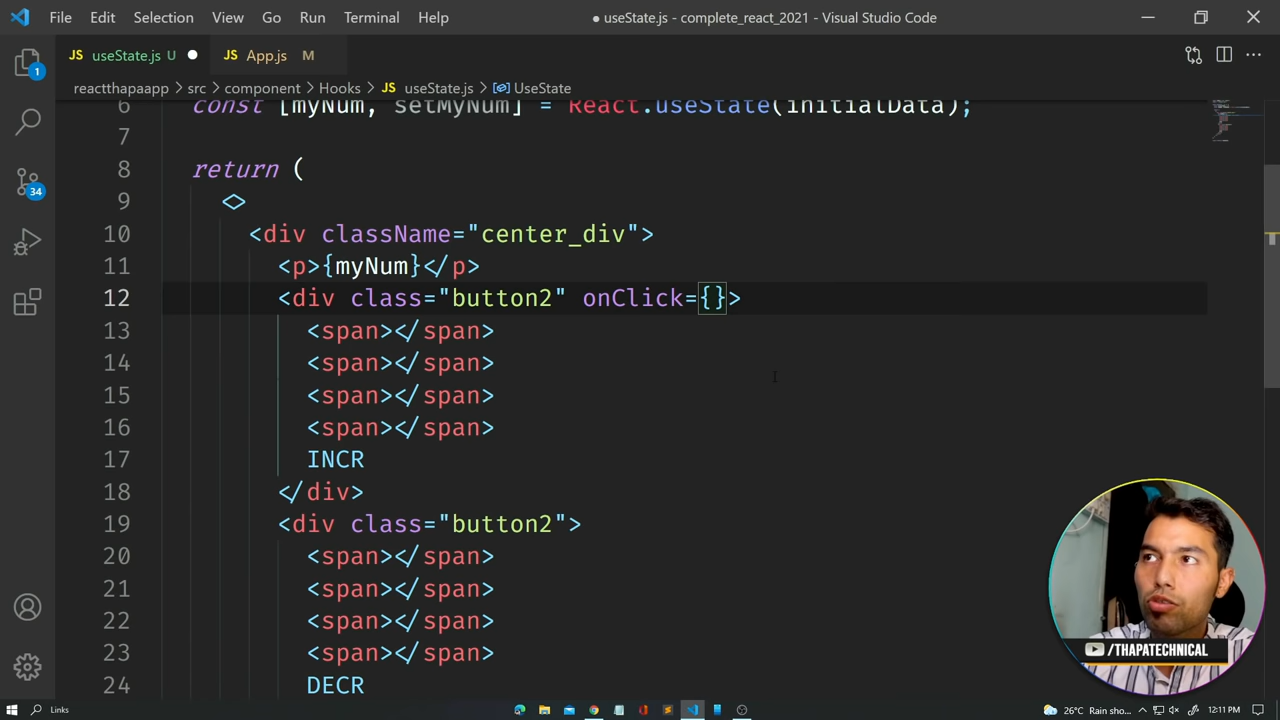 File Edit Selection View Go Run Terminal Help ● useState.js - complete_react_2021 - Visual Studio Code
JS useState.js U ● JS App.js M
1
reactthapaapp > src > component > Hooks > JS useState.js > UseState
6 const [myNum, setMyNum] = React.useState(initialData);
7
8 return (
9 <>
10 <div className="center_div">
11 <p>{myNum}</p>
12 <div class="button2" onClick={}>
13 <span></span>
14 <span></span>
34
15 <span></span>
16 <span></span>
17 INCR
18 </div>
19 <div class="button2">
20 <span></span>
21 <span></span>
22 <span></span>
23 <span></span>
24 DECR
/THAPATECHNICAL
Links 26°C Rain sho... 12:11 PM